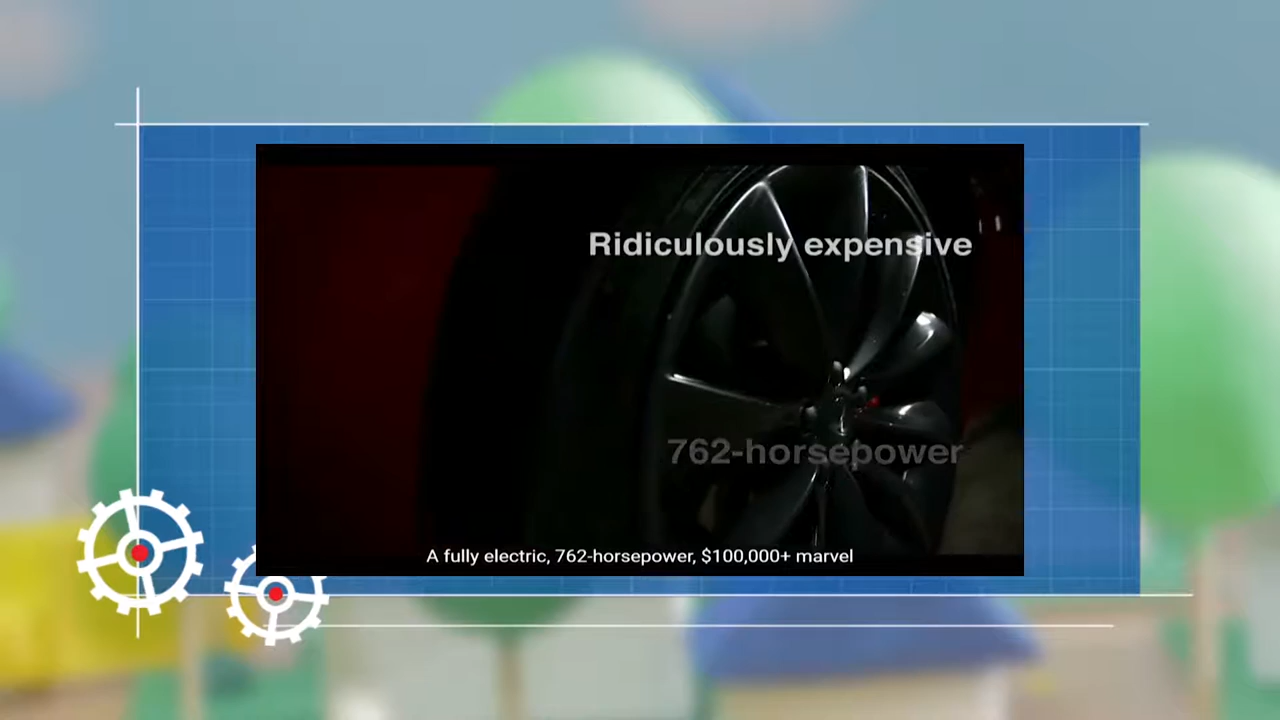 Ridiculously expensive
762-horsepower
A fully electric, 762-horsepower, $100,000+ marvel